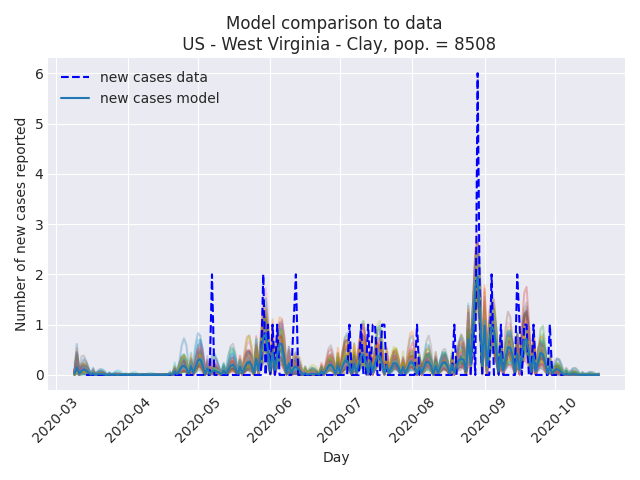 Model comparison to data
US - West Virginia - Clay, pop. = 8508
new cases data
new cases model
Number of new cases reported
6
5
4
3
2
1
0
2020-03
2020-04
2020-05
2020-06
2020-07
2020-08
2020-09
2020-10
Day